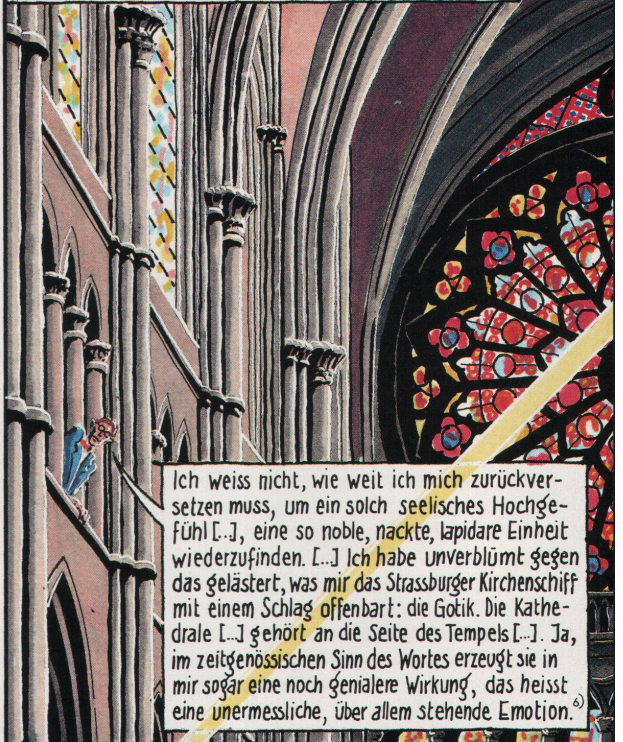 Ich weiss nicht, wie weit ich mich zurückver-
setzen muss, um ein solch seelisches Hochge-
fühl [...], eine so noble, nackte, lapidare Einheit
wiederzufinden. [...] Ich habe unverblümt gegen
das gelästert, was mir das Strassburger Kirchenschiff
mit einem Schlag offenbart: die Gotik. Die Kathe-
drale [...] gehört an die Seite des Tempels [...]. Ja,
im zeitgenössischen Sinn des Wortes erzeugt sie in
mir sogar eine noch genialere Wirkung, das heisst
eine unermessliche, über allem stehende Emotion. 6)